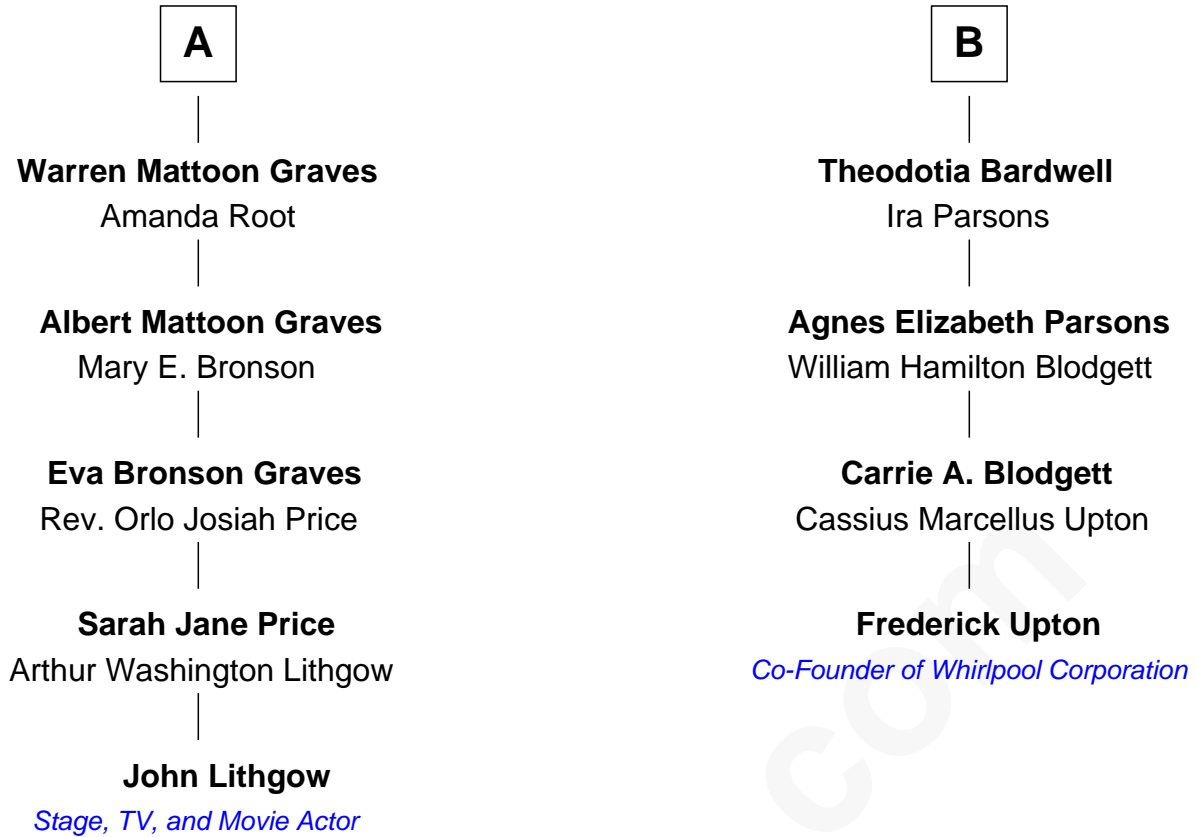 A
Warren Mattoon Graves
Amanda Root
Albert Mattoon Graves
Mary E. Bronson
Eva Bronson Graves
Rev. Orlo Josiah Price
Sarah Jane Price
Arthur Washington Lithgow
John Lithgow
Stage, TV, and Movie Actor
B
Theodotia Bardwell
Ira Parsons
Agnes Elizabeth Parsons
William Hamilton Blodgett
Carrie A. Blodgett
Cassius Marcellus Upton
Frederick Upton
Co-Founder of Whirlpool Corporation
com